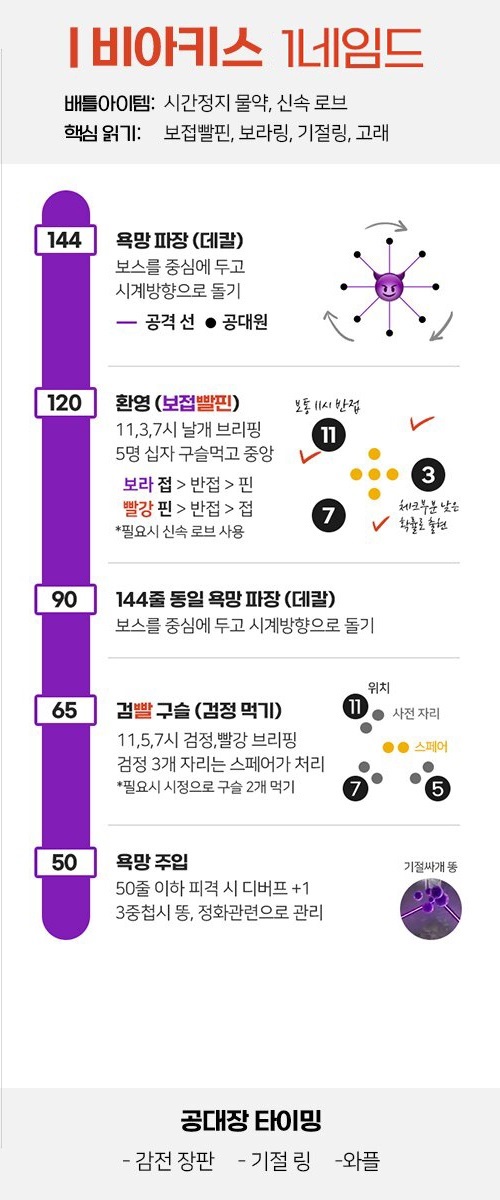 비아키스 1네임드
배틀아이템: 시간정지 물약, 신속 로브
핵심 읽기: 보접빨핀, 보라링, 기절링, 고래
144
욕망 파장 (데칼)
보스를 중심에 두고
시계방향으로 돌기
공격 선 ● 공대원
120
환영 (보접빨핀)
11,3,7시 날개 브리핑
5명 십자 구슬먹고 중앙
보라 접 > 반접 > 핀
빨강 핀 > 반접 > 접
*필요시 신속 로브 사용
보통 11시 반접
11
3
7
체크부분 낮은
확률로 출현
90
144줄 동일 욕망 파장 (데칼)
보스를 중심에 두고 시계방향으로 돌기
65
검빨 구슬 (검정 먹기)
11,5,7시 검정,빨강 브리핑
검정 3개 자리는 스페어가 처리
*필요시 시정으로 구슬 2개 먹기
위치
11
사전 자리
스페어
7
5
50
욕망 주입
50줄 이하 피격 시 디버프 +1
3중첩시 똥, 정화관련으로 관리
기절싸개 똥
공대장 타이밍
- 감전 장판 - 기절 링 -와플